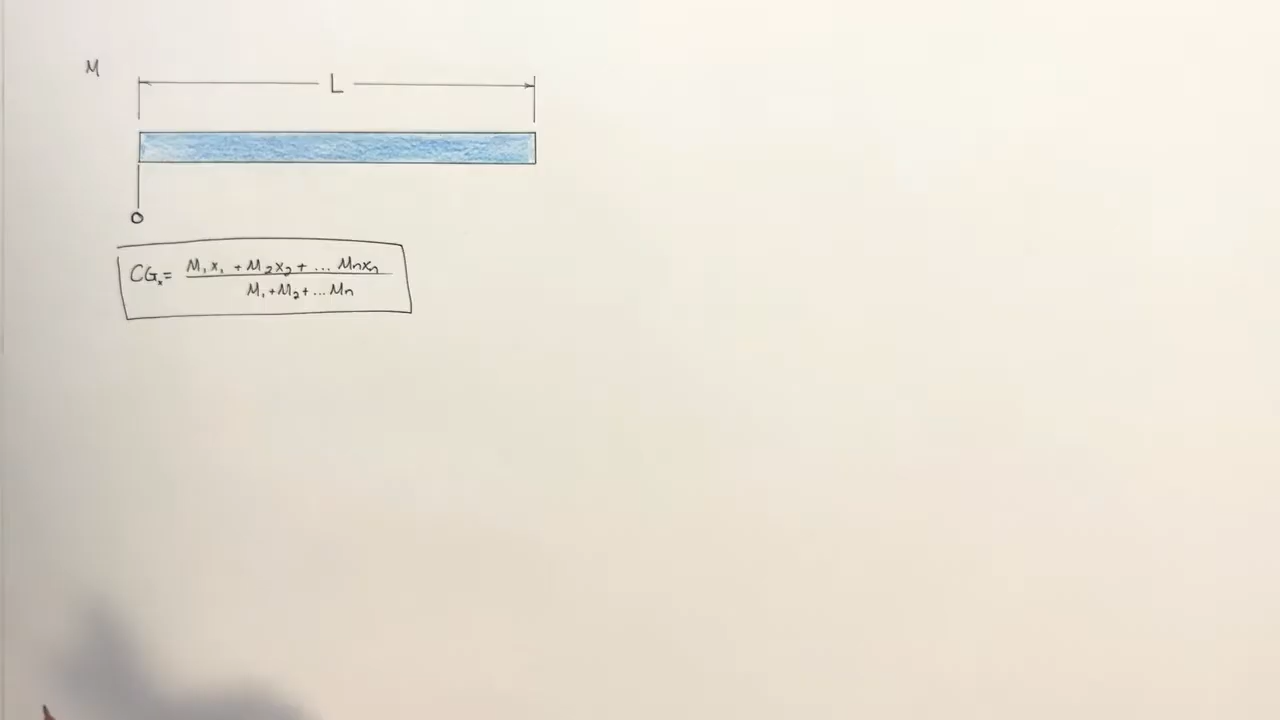 M
L
O
CGₓ = M₁x₁ + M₂x₂ + ... Mnxn / M₁ + M₂ + ... Mn